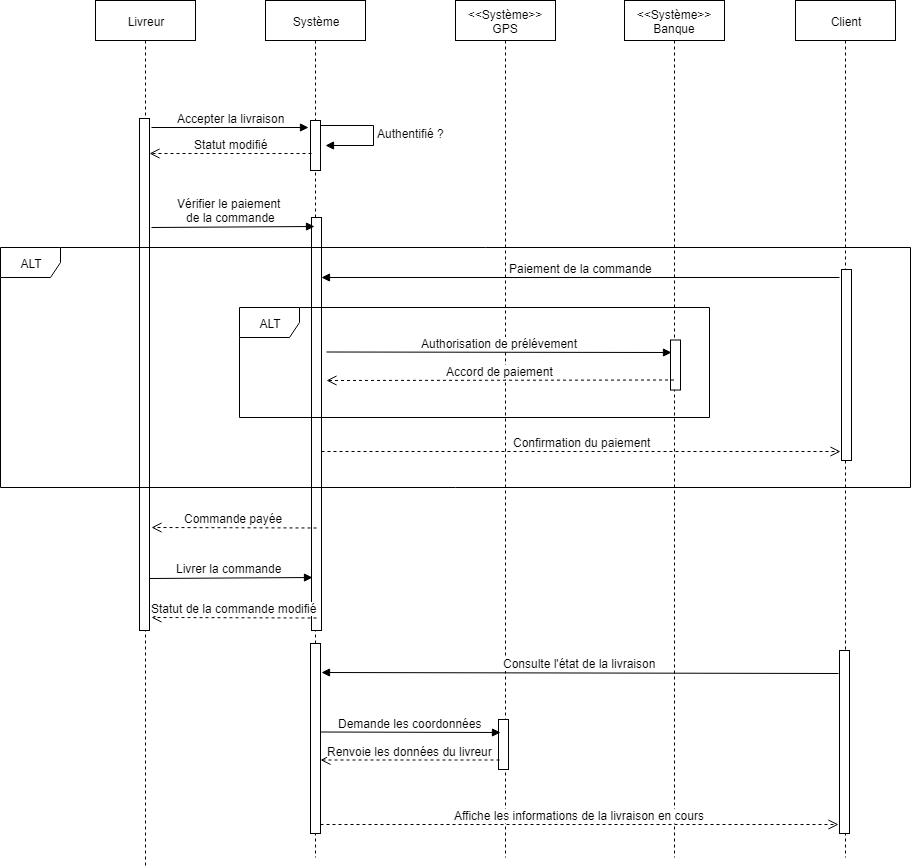 Livreur
Système
<<Système>>
GPS
<<Système>>
Banque
Client
Accepter la livraison
Authentifié ?
Statut modifié
Vérifier le paiement
de la commande
ALT
Paiement de la commande
ALT
Authorisation de prélévement
Accord de paiement
Confirmation du paiement
Commande payée
Livrer la commande
Statut de la commande modifié
Consulte l'état de la livraison
Demande les coordonnées
Renvoie les données du livreur
Affiche les informations de la livraison en cours